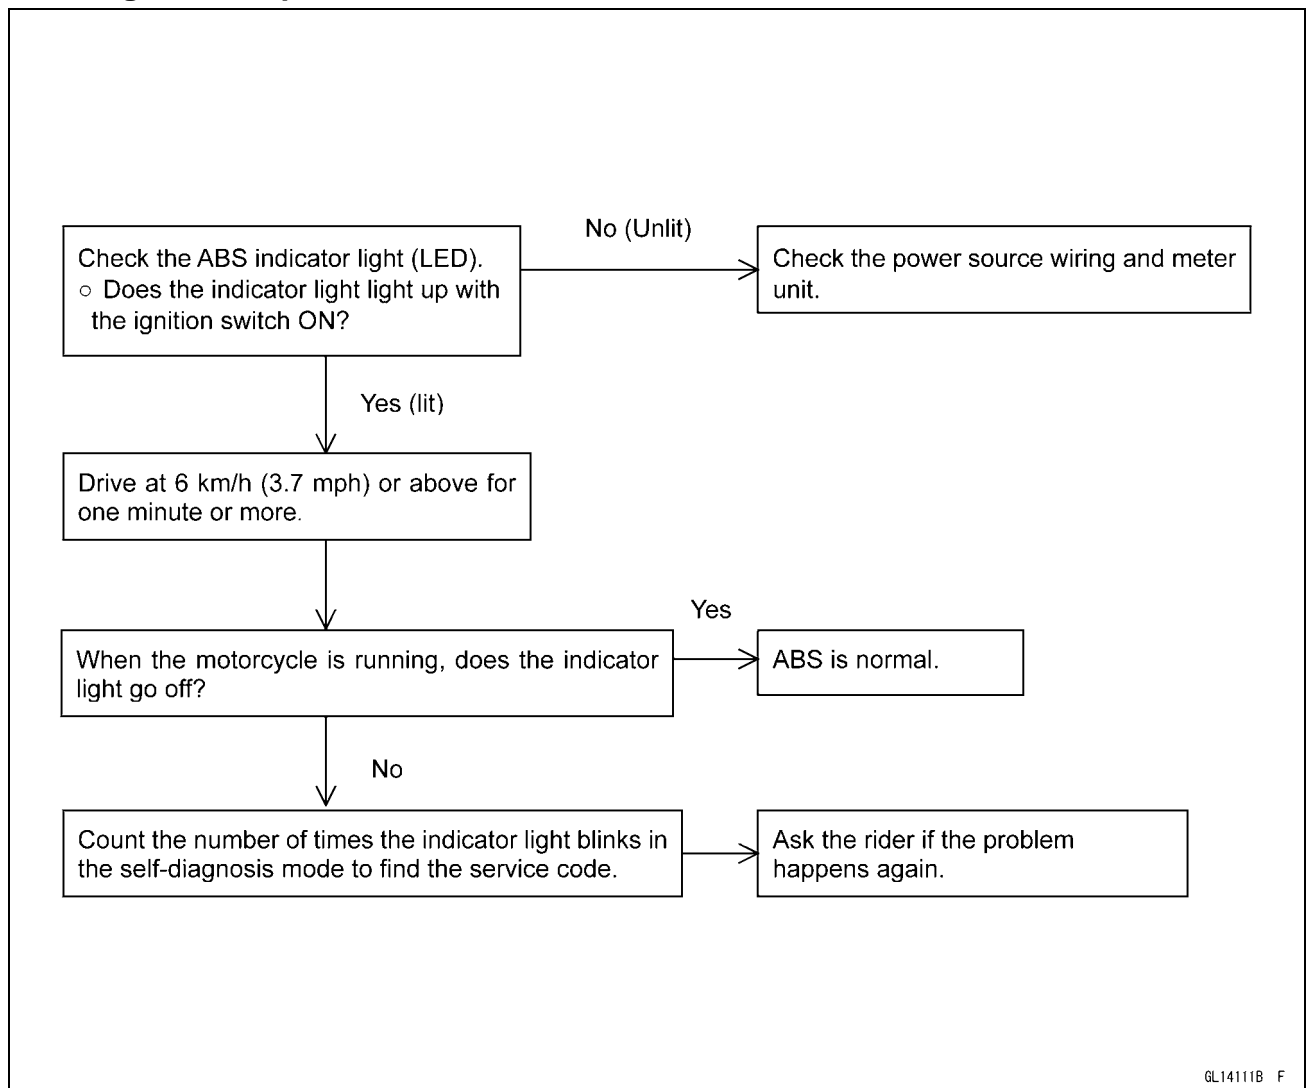 No (Unlit)
Check the ABS indicator light (LED).
○ Does the indicator light light up with
the ignition switch ON?
Check the power source wiring and meter
unit.
Yes (lit)
Drive at 6 km/h (3.7 mph) or above for
one minute or more.
Yes
When the motorcycle is running, does the indicator
light go off?
ABS is normal.
No
Count the number of times the indicator light blinks in
the self-diagnosis mode to find the service code.
Ask the rider if the problem
happens again.
GL14111B F